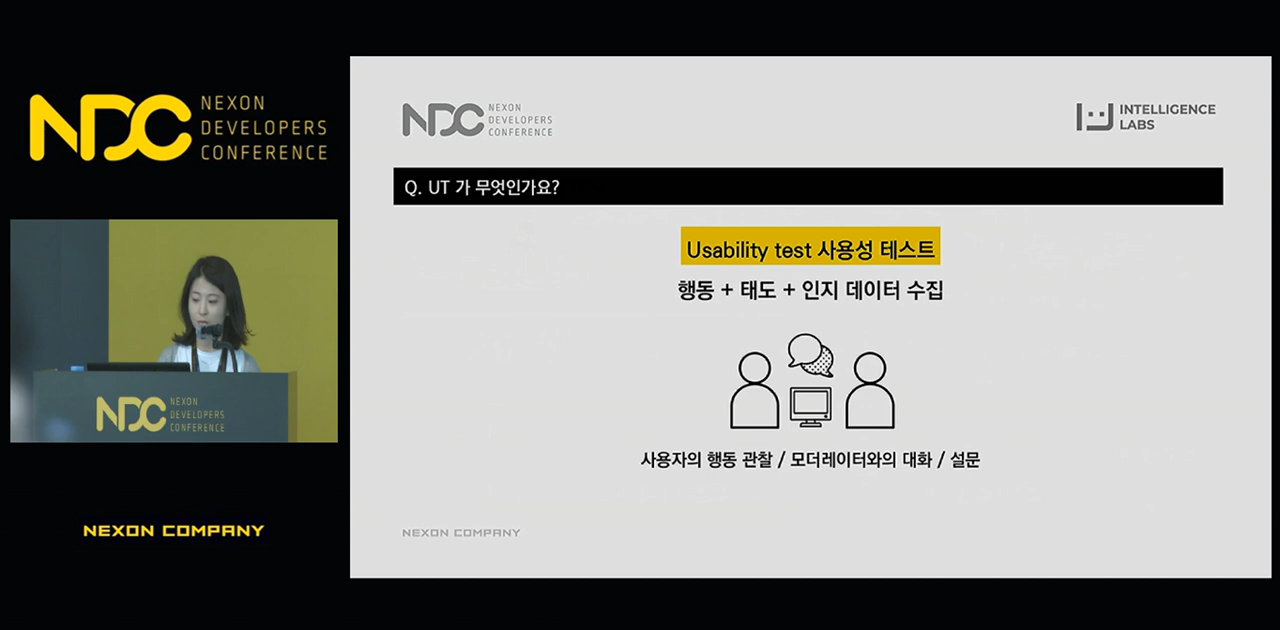 NDC NEXON
DEVELOPERS
CONFERENCE
NDC NEXON
DEVELOPERS
CONFERENCE
NEXON COMPANY
NDC NEXON
DEVELOPERS
CONFERENCE
INTELLIGENCE
LABS
Q. UT 가 무엇인가요?
Usability test 사용성 테스트
행동 + 태도 + 인지 데이터 수집
사용자의 행동 관찰 / 모더레이터와의 대화 / 설문
NEXON COMPANY